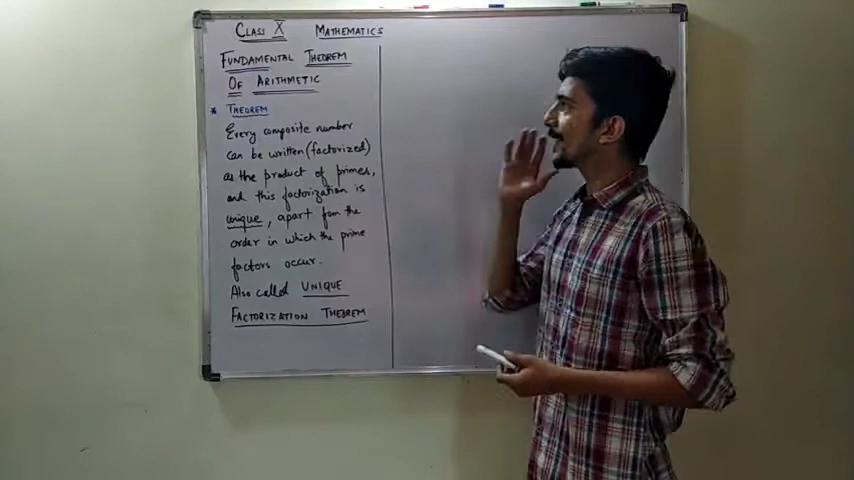 CLASS X MATHEMATICS
FUNDAMENTAL THEOREM
OF ARITHMETIC
* THEOREM
Every composite number
can be written (factorized)
as the product of primes,
and this factorization is
unique, apart from the
order in which the prime
factors occur.
Also called UNIQUE
FACTORIZATION THEOREM